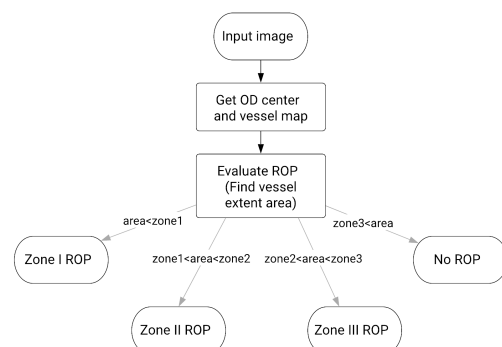 Input image
Get OD center
and vessel map
Evaluate ROP
(Find vessel
extent area)
area<zone1
zone3<area
zone1<area<zone2
zone2<area<zone3
Zone I ROP
No ROP
Zone II ROP
Zone III ROP